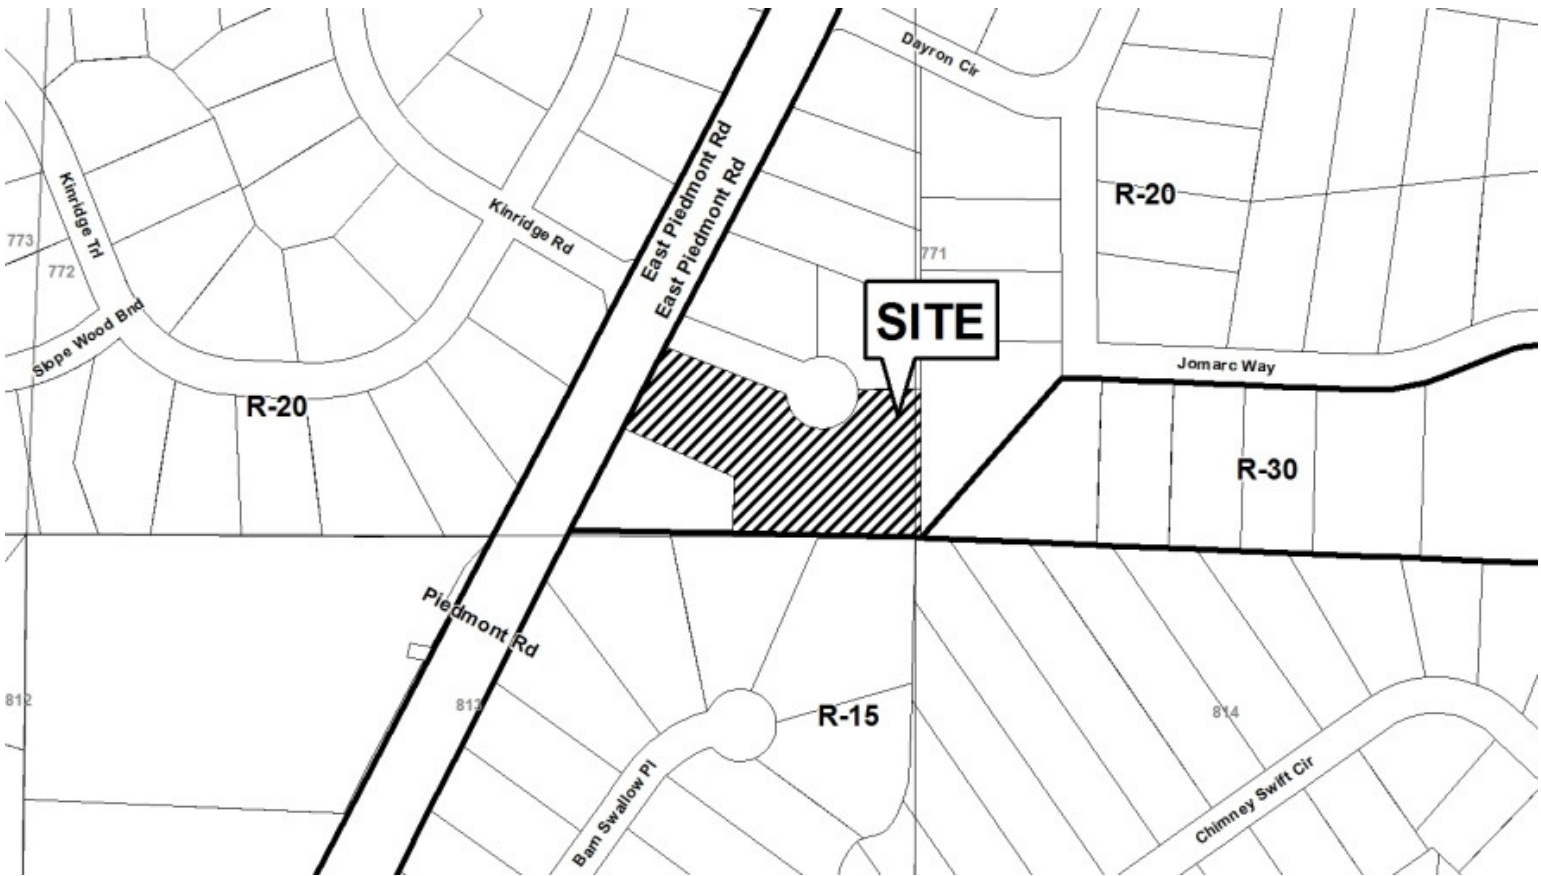 Dayron Cir
East Piedmont Rd
East Piedmont Rd
Kinridge Trl
R-20
Kinridge Rd
773
771
772
SITE
Slope Wood Bnd
Jomarc Way
R-20
R-30
Piedmont Rd
812
813
R-15
814
Barn Swallow Pl
Chimney Swift Cir